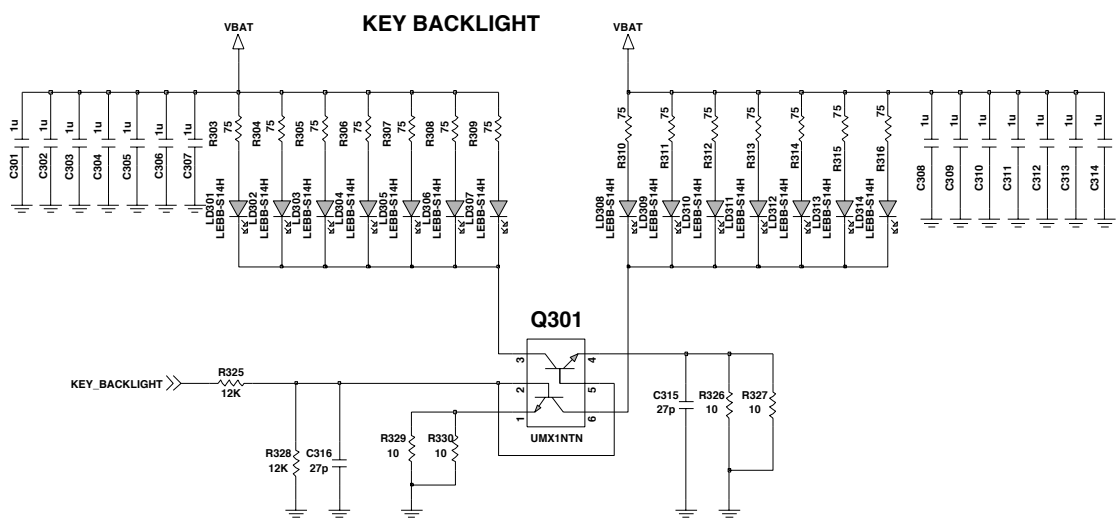 KEY BACKLIGHT
VBAT
VBAT
C301 1u
C302 1u
C303 1u
C304 1u
C305 1u
C306 1u
C307 1u
R303 75
R304 75
R305 75
R306 75
R307 75
R308 75
R309 75
R310 75
R311 75
R312 75
R313 75
R314 75
R315 75
R316 75
C308 1u
C309 1u
C310 1u
C311 1u
C312 1u
C313 1u
C314 1u
LD301 LEBB-S14H
LD302 LEBB-S14H
LD303 LEBB-S14H
LD304 LEBB-S14H
LD305 LEBB-S14H
LD306 LEBB-S14H
LD307 LEBB-S14H
LD308 LEBB-S14H
LD309 LEBB-S14H
LD310 LEBB-S14H
LD311 LEBB-S14H
LD312 LEBB-S14H
LD313 LEBB-S14H
LD314 LEBB-S14H
Q301
3 4
2 5
1 6
UMX1NTN
KEY_BACKLIGHT
R325
12K
R328
12K
C316
27p
R329
10
R330
10
C315
27p
R326
10
R327
10